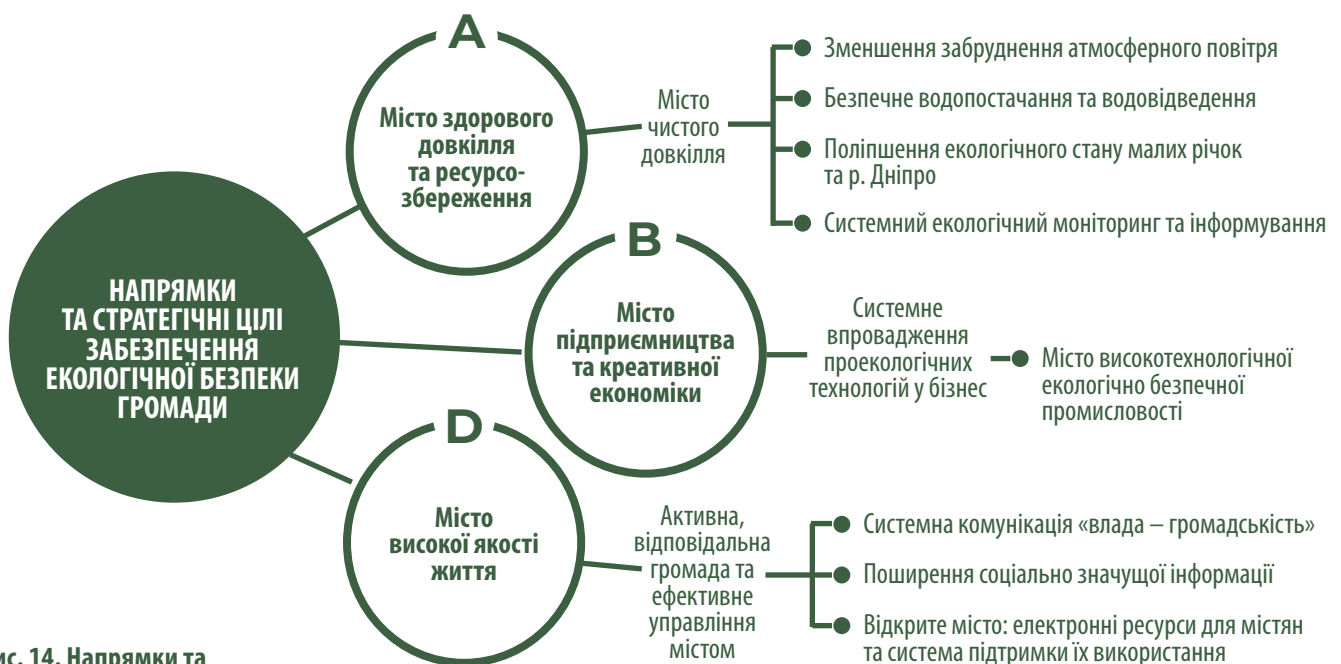 НАПРЯМКИ
ТА СТРАТЕГІЧНІ ЦІЛІ
ЗАБЕЗПЕЧЕННЯ
ЕКОЛОГІЧНОЇ БЕЗПЕКИ
ГРОМАДИ
A
Місто здорового
довкілля
та ресурсо-
збереження
Місто
чистого
довкілля
Зменшення забруднення атмосферного повітря
Безпечне водопостачання та водовідведення
Поліпшення екологічного стану малих річок
та р. Дніпро
Системний екологічний моніторинг та інформування
B
Місто
підприємництва
та креативної
економіки
Системне
впровадження
проекологічних
технологій у бізнес
Місто високотехнологічної
екологічно безпечної
промисловості
D
Місто
високої якості
життя
Активна,
відповідальна
громада та
ефективне
управління
містом
Системна комунікація «влада – громадськість»
Поширення соціально значущої інформації
Відкрите місто: електронні ресурси для містян
та система підтримки їх використання
ис. 14. Напрямки та